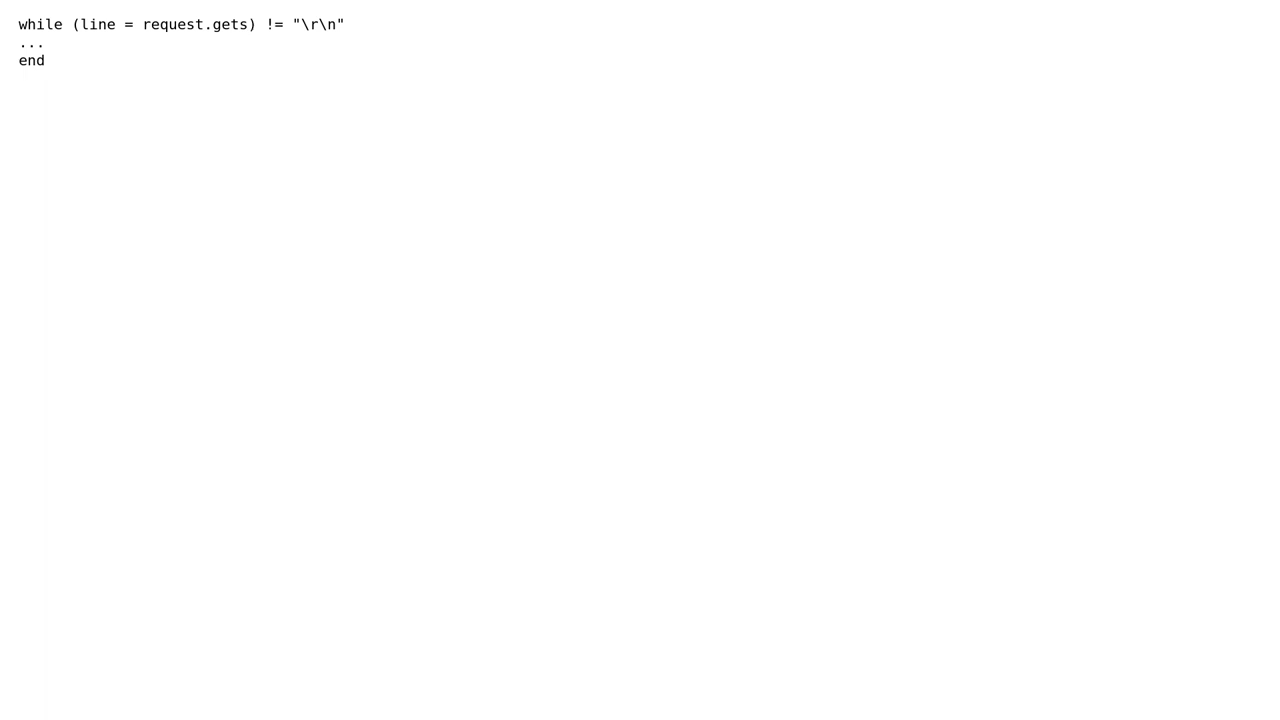 while (line = request.gets) != "\r\n"
...
end